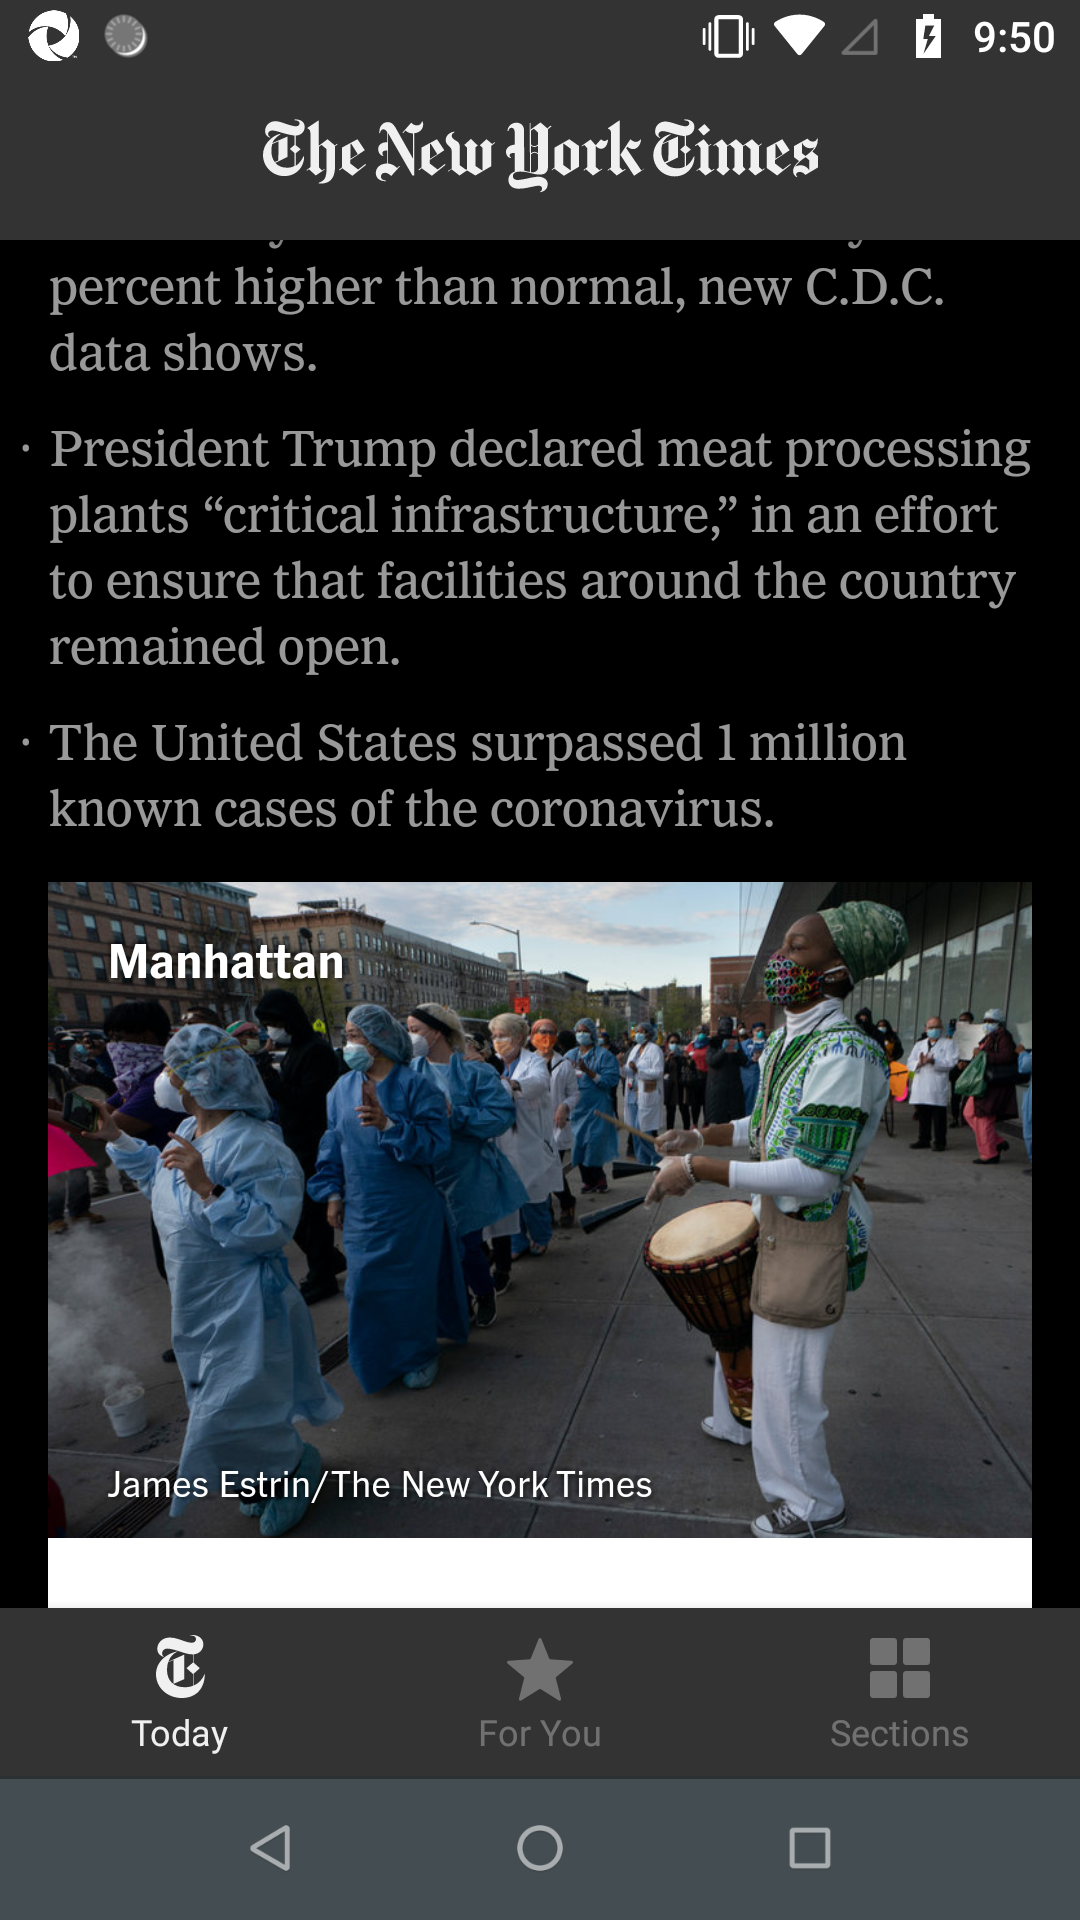 9:50
The New York Times
percent higher than normal, new C.D.C.
data shows.
· President Trump declared meat processing
plants “critical infrastructure,” in an effort
to ensure that facilities around the country
remained open.
· The United States surpassed 1 million
known cases of the coronavirus.
Manhattan
James Estrin/The New York Times
Today
For You
Sections